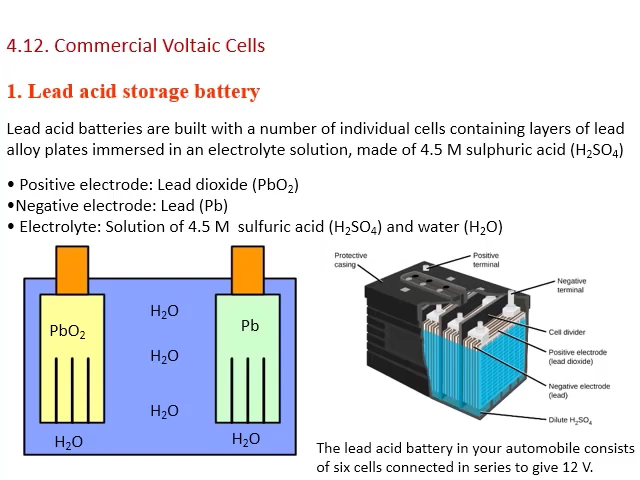 4.12. Commercial Voltaic Cells
1. Lead acid storage battery
Lead acid batteries are built with a number of individual cells containing layers of lead
alloy plates immersed in an electrolyte solution, made of 4.5 M sulphuric acid (H₂SO₄)
• Positive electrode: Lead dioxide (PbO₂)
•Negative electrode: Lead (Pb)
• Electrolyte: Solution of 4.5 M  sulfuric acid (H₂SO₄) and water (H₂O)
PbO₂
H₂O
H₂O
H₂O
Pb
H₂O
H₂O
Protective
casing
Positive
terminal
Negative
terminal
Cell divider
Positive electrode
(lead dioxide)
Negative electrode
(lead)
Dilute H₂SO₄
The lead acid battery in your automobile consists
of six cells connected in series to give 12 V.